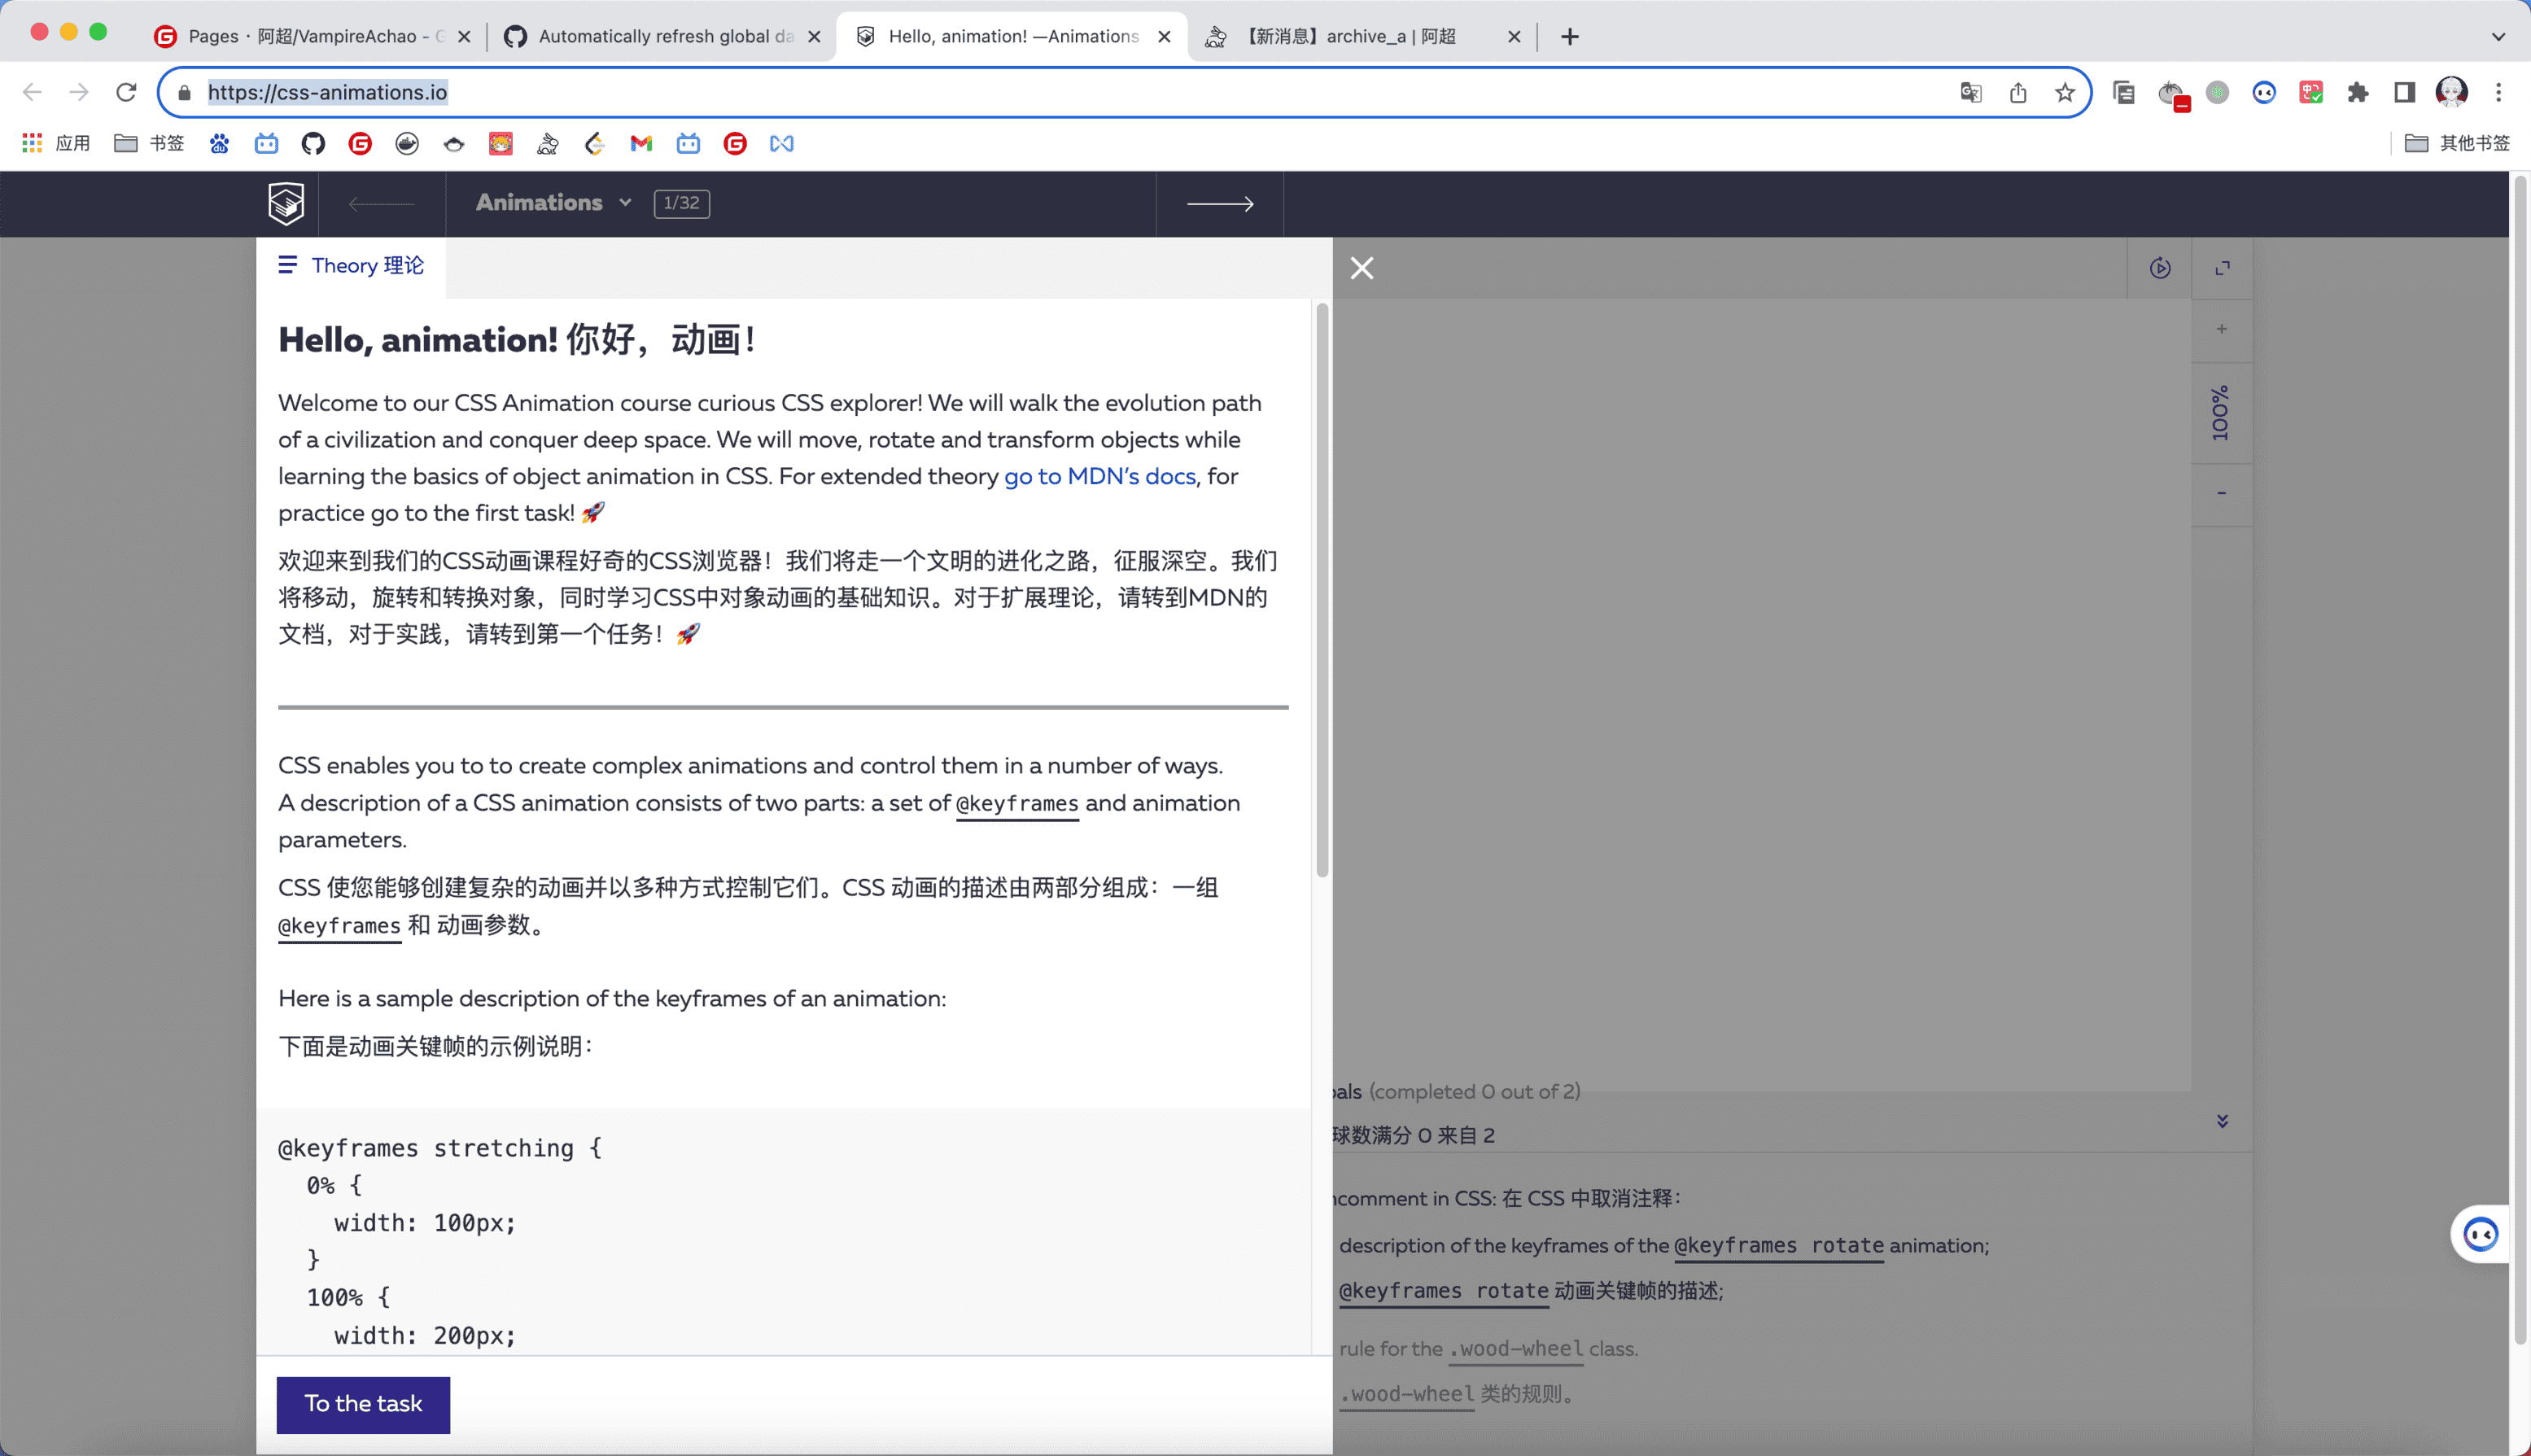 Pages · 阿超/VampireAchao - G
Automatically refresh global da
Hello, animation! —Animations
【新消息】archive_a | 阿超
https://css-animations.io
应用
书签
其他书签
Animations
1/32
Theory 理论
Hello, animation! 你好，动画！
Welcome to our CSS Animation course curious CSS explorer! We will walk the evolution path
of a civilization and conquer deep space. We will move, rotate and transform objects while
learning the basics of object animation in CSS. For extended theory go to MDN’s docs, for
practice go to the first task! 🚀
欢迎来到我们的CSS动画课程好奇的CSS浏览器！我们将走一个文明的进化之路，征服深空。我们
将移动，旋转和转换对象，同时学习CSS中对象动画的基础知识。对于扩展理论，请转到MDN的
文档，对于实践，请转到第一个任务！🚀
CSS enables you to to create complex animations and control them in a number of ways.
A description of a CSS animation consists of two parts: a set of @keyframes and animation
parameters.
CSS 使您能够创建复杂的动画并以多种方式控制它们。CSS 动画的描述由两部分组成：一组
@keyframes 和 动画参数。
Here is a sample description of the keyframes of an animation:
下面是动画关键帧的示例说明：
@keyframes stretching {
0% {
width: 100px;
}
100% {
width: 200px;
To the task
+
100%
-
als (completed 0 out of 2)
球数满分 0 来自 2
ncomment in CSS: 在 CSS 中取消注释：
description of the keyframes of the @keyframes rotate animation;
@keyframes rotate 动画关键帧的描述;
rule for the .wood-wheel class.
.wood-wheel 类的规则。